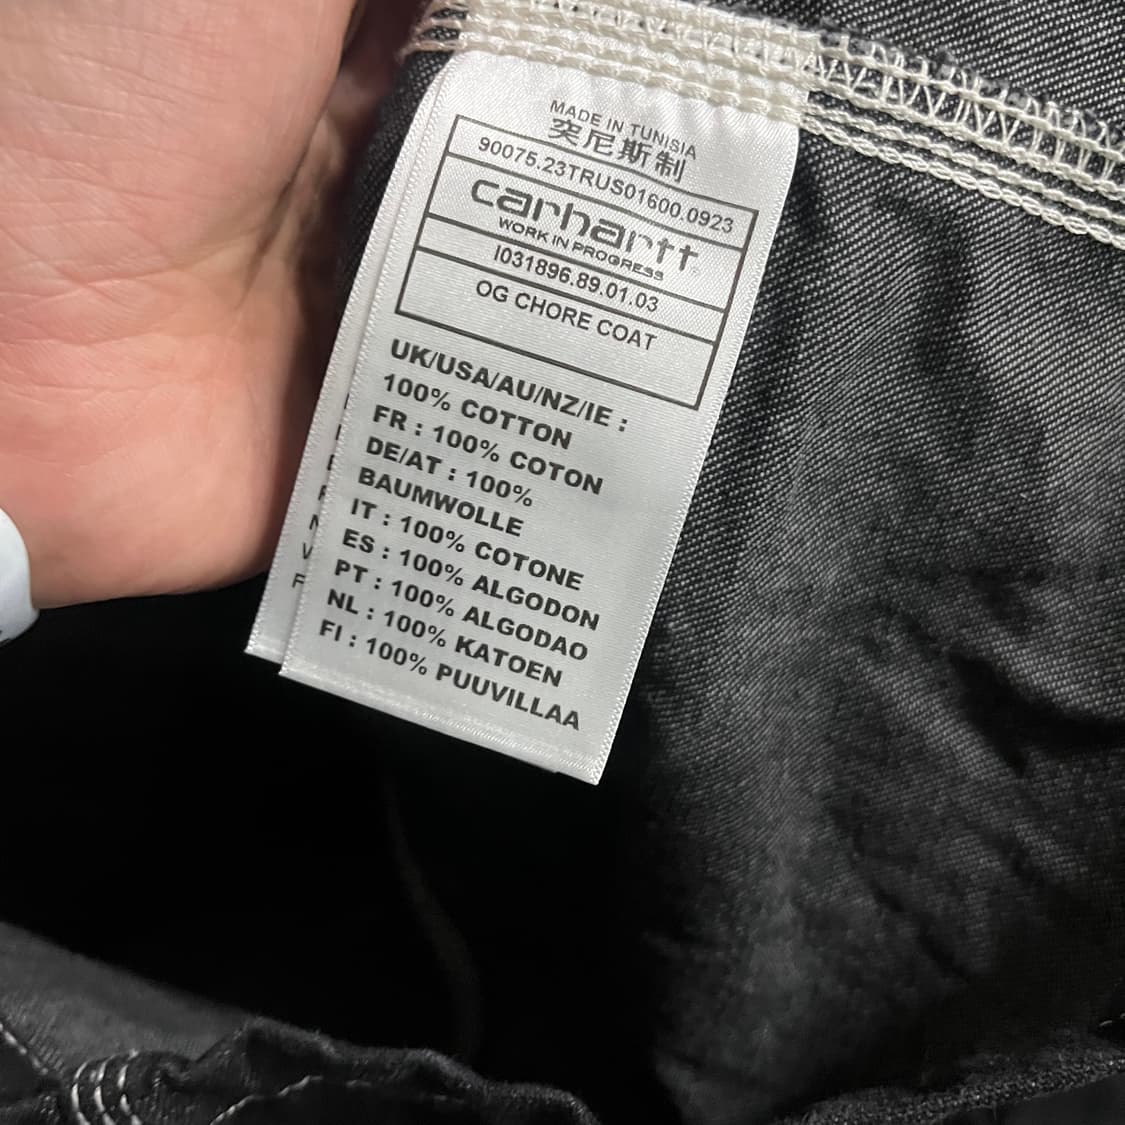 MADE IN TUNISIA
突尼斯制
90075.23TRUS01600.0923
carhartt
WORK IN PROGRESS
I031896.89.01.03
OG CHORE COAT
UK/USA/AU/NZ/IE :
100% COTTON
FR : 100% COTON
DE/AT : 100%
BAUMWOLLE
IT : 100% COTONE
ES : 100% ALGODON
PT : 100% ALGODAO
NL : 100% KATOEN
FI : 100% PUUVILLAA